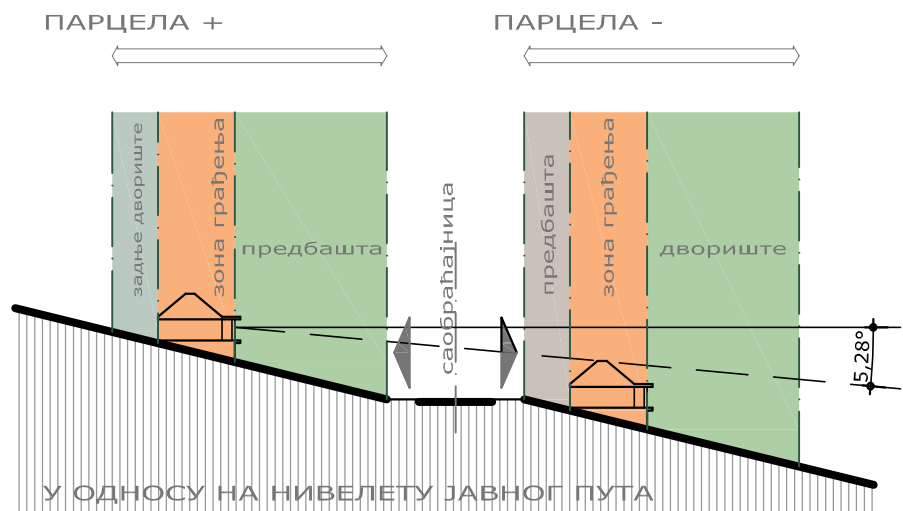 ПАРЦЕЛА +
ПАРЦЕЛА -
задње двориште
зона грађења
предбашта
саобраћајница
предбашта
зона грађења
двориште
5,28°
У ОДНОСУ НА НИВЕЛЕТУ ЈАВНОГ ПУТА